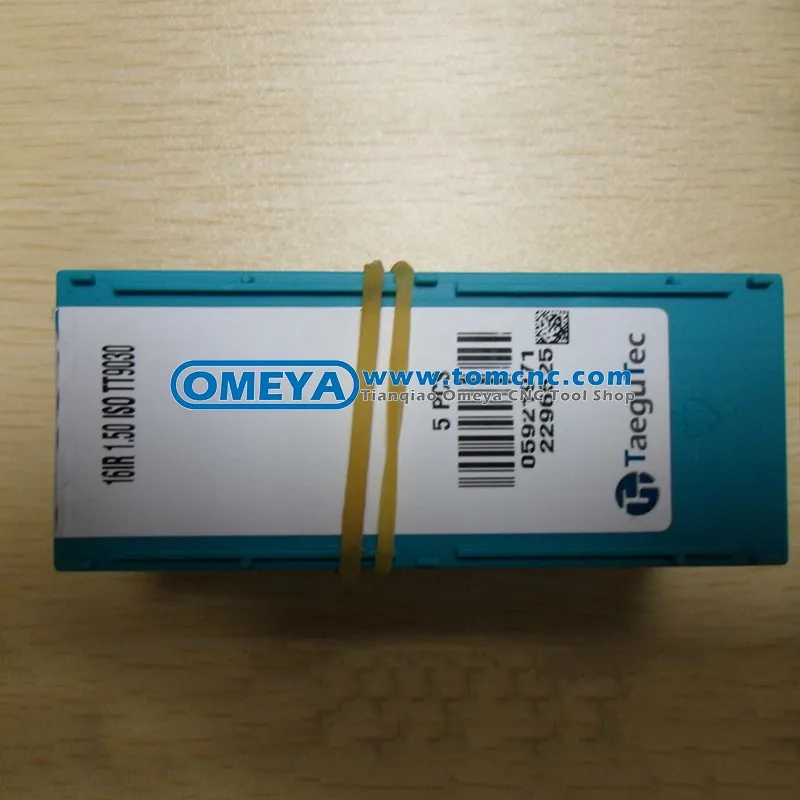 16IR 1.50 ISO TT9030
OMEYA
www.tomcnc.com
Tianqiao Omeya CNC Tool Shop
5 PCS
TaeguTec